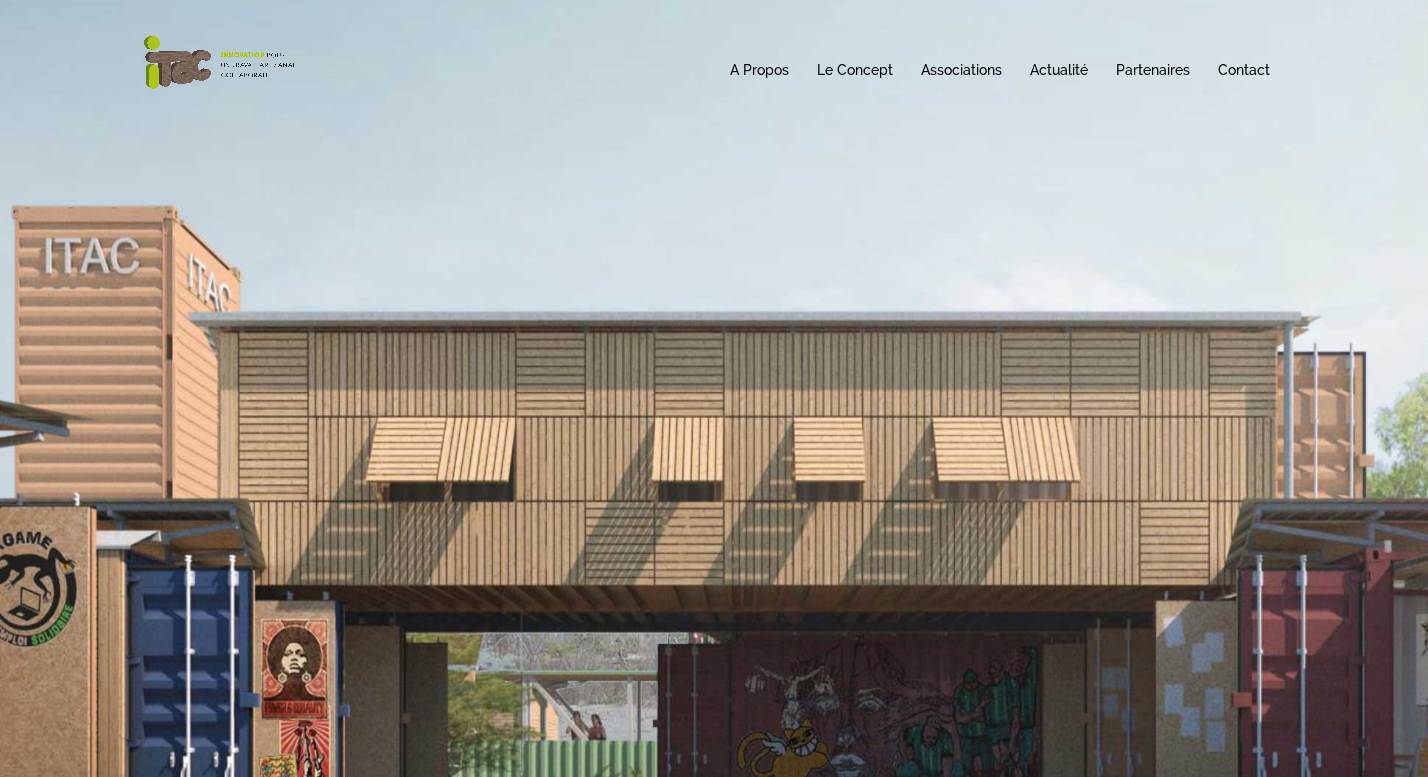 iTAC
INNOVATION POUR
UN TRAVAIL ARTISANAL
COLLABORATIF
A Propos
Le Concept
Associations
Actualité
Partenaires
Contact
ITAC
ITAC
POWER & EQUALITY
EMPLOI SOLIDAIRE